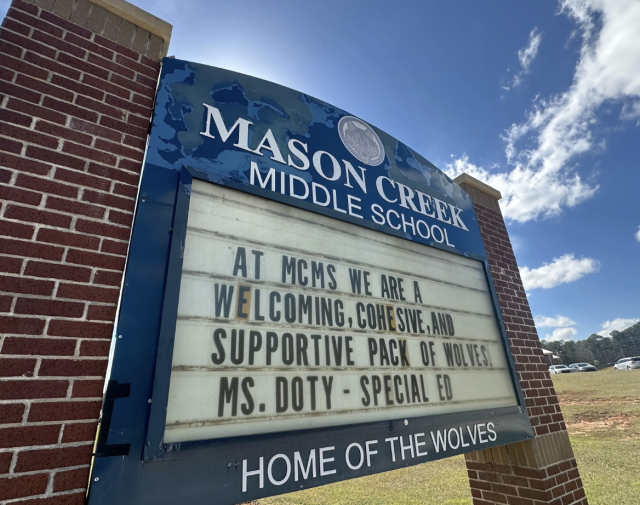 MASON CREEK
MIDDLE SCHOOL
AT MCMS WE ARE A
WELCOMING, COHESIVE, AND
SUPPORTIVE PACK OF WOLVES!
MS. DOTY - SPECIAL ED
HOME OF THE WOLVES